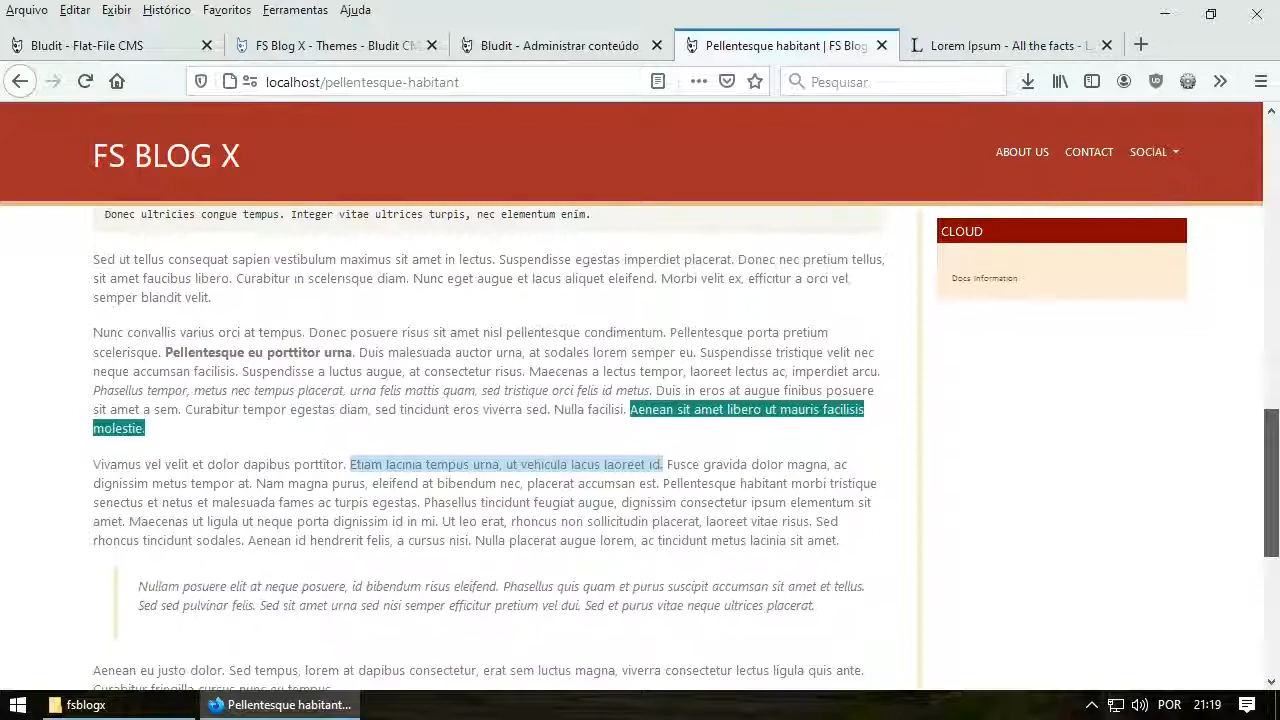 Arquivo Editar Exibir Histórico Favoritos Ferramentas Ajuda
Bludit - Flat-File CMS
FS Blog X - Themes - Bludit CM
Bludit - Administrar conteúdo
Pellentesque habitant | FS Blog
Lorem Ipsum - All the facts - L
localhost/pellentesque-habitant
Pesquisar
FS BLOG X
ABOUT US CONTACT SOCIAL
Donec ultricies congue tempus. Integer vitae ultrices turpis, nec elementum enim.
Sed ut tellus consequat sapien vestibulum maximus sit amet in lectus. Suspendisse egestas imperdiet placerat. Donec nec pretium tellus,
sit amet faucibus libero. Curabitur in scelerisque diam. Nunc eget augue et lacus aliquet eleifend. Morbi velit ex, efficitur a orci vel,
semper blandit velit.
Nunc convallis varius orci at tempus. Donec posuere risus sit amet nisl pellentesque condimentum. Pellentesque porta pretium
scelerisque. Pellentesque eu porttitor urna. Duis malesuada auctor urna, at sodales lorem semper eu. Suspendisse tristique velit nec
neque accumsan facilisis. Suspendisse a luctus augue, at consectetur risus. Maecenas a lectus tempor, laoreet lectus ac, imperdiet arcu.
Phasellus tempor, metus nec tempus placerat, urna felis mattis quam, sed tristique orci felis id metus. Duis in eros at augue finibus posuere
sit amet a sem. Curabitur tempor egestas diam, sed tincidunt eros viverra sed. Nulla facilisi. Aenean sit amet libero ut mauris facilisis
molestie.
Vivamus vel velit et dolor dapibus porttitor. Etiam lacinia tempus urna, ut vehicula lacus laoreet id. Fusce gravida dolor magna, ac
dignissim metus tempor at. Nam magna purus, eleifend at bibendum nec, placerat accumsan est. Pellentesque habitant morbi tristique
senectus et netus et malesuada fames ac turpis egestas. Phasellus tincidunt feugiat augue, dignissim consectetur ipsum elementum sit
amet. Maecenas ut ligula ut neque porta dignissim id in mi. Ut leo erat, rhoncus non sollicitudin placerat, laoreet vitae risus. Sed
rhoncus tincidunt sodales. Aenean id hendrerit felis, a cursus nisi. Nulla placerat augue lorem, ac tincidunt metus lacinia sit amet.
Nullam posuere elit at neque posuere, id bibendum risus eleifend. Phasellus quis quam et purus suscipit accumsan sit amet et tellus.
Sed sed pulvinar felis. Sed sit amet urna sed nisi semper efficitur pretium vel dui. Sed et purus vitae neque ultrices placerat.
Aenean eu justo dolor. Sed tempus, lorem at dapibus consectetur, erat sem luctus magna, viverra consectetur lectus ligula quis ante.
Curabitur fringilla cursus nunc eu tempus.
CLOUD
Docs Information
fsblogx
Pellentesque habitant...
POR
21:19